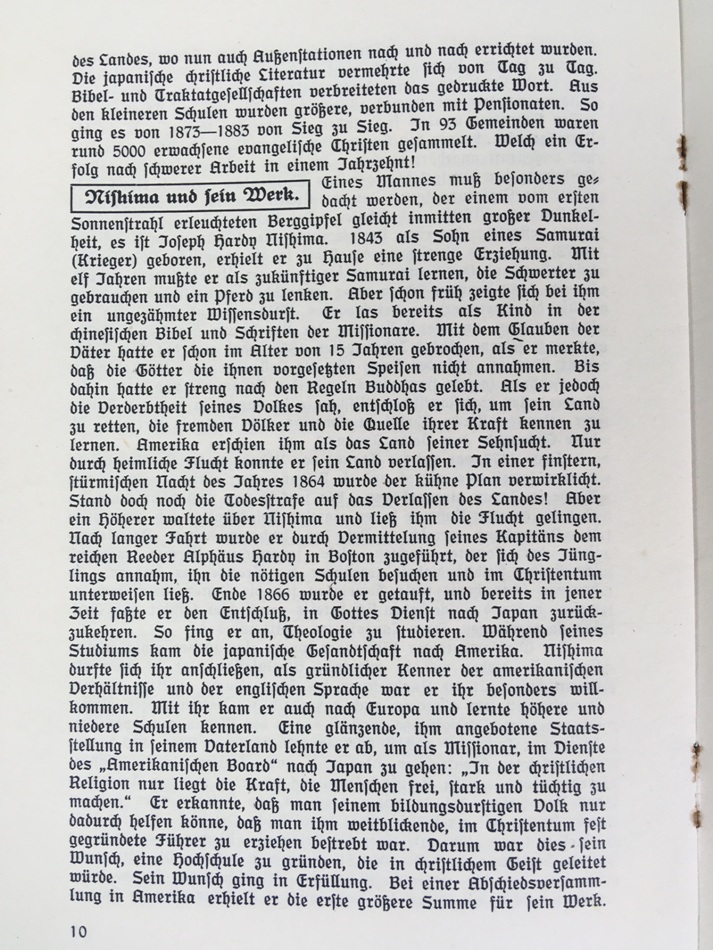 des Landes, wo nun auch Außenstationen nach und nach errichtet wurden.
Die japanische christliche Literatur vermehrte sich von Tag zu Tag.
Bibel- und Traktatgesellschaften verbreiteten das gedruckte Wort. Aus
den kleineren Schulen wurden größere, verbunden mit Pensionaten. So
ging es von 1873—1883 von Sieg zu Sieg. In 93 Gemeinden waren
rund 5000 erwachsene evangelische Christen gesammelt. Welch ein Er-
folg nach schwerer Arbeit in einem Jahrzehnt!
Nishima und sein Werk.
Eines Mannes muß besonders ge-
dacht werden, der einem vom ersten
Sonnenstrahl erleuchteten Berggipfel gleicht inmitten großer Dunkel-
heit, es ist Joseph Hardy Nishima. 1843 als Sohn eines Samurai
(Krieger) geboren, erhielt er zu Hause eine strenge Erziehung. Mit
elf Jahren mußte er als zukünftiger Samurai lernen, die Schwerter zu
gebrauchen und ein Pferd zu lenken. Aber schon früh zeigte sich bei ihm
ein ungezähmter Wissensdurst. Er las bereits als Kind in der
chinesischen Bibel und Schriften der Missionare. Mit dem Glauben der
Väter hatte er schon im Alter von 15 Jahren gebrochen, als er merkte,
daß die Götter die ihnen vorgesetzten Speisen nicht annahmen. Bis
dahin hatte er streng nach den Regeln Buddhas gelebt. Als er jedoch
die Verderbtheit seines Volkes sah, entschloß er sich, um sein Land
zu retten, die fremden Völker und die Quelle ihrer Kraft kennen zu
lernen. Amerika erschien ihm als das Land seiner Sehnsucht. Nur
durch heimliche Flucht konnte er sein Land verlassen. In einer finstern,
stürmischen Nacht des Jahres 1864 wurde der kühne Plan verwirklicht.
Stand doch noch die Todesstrafe auf das Verlassen des Landes! Aber
ein Höherer waltete über Nishima und ließ ihm die Flucht gelingen.
Nach langer Fahrt wurde er durch Vermittelung seines Kapitäns dem
reichen Reeder Alphäus Hardy in Boston zugeführt, der sich des Jüng-
lings annahm, ihn die nötigen Schulen besuchen und im Christentum
unterweisen ließ. Ende 1866 wurde er getauft, und bereits in jener
Zeit faßte er den Entschluß, in Gottes Dienst nach Japan zurück-
zukehren. So fing er an, Theologie zu studieren. Während seines
Studiums kam die japanische Gesandtschaft nach Amerika. Nishima
durfte sich ihr anschließen, als gründlicher Kenner der amerikanischen
Verhältnisse und der englischen Sprache war er ihr besonders will-
kommen. Mit ihr kam er auch nach Europa und lernte höhere und
niedere Schulen kennen. Eine glänzende, ihm angebotene Staats-
stellung in seinem Vaterland lehnte er ab, um als Missionar, im Dienste
des „Amerikanischen Board“ nach Japan zu gehen: „In der christlichen
Religion nur liegt die Kraft, die Menschen frei, stark und tüchtig zu
machen.“ Er erkannte, daß man seinem bildungsdurstigen Volk nur
dadurch helfen könne, daß man ihm weitblickende, im Christentum fest
gegründete Führer zu erziehen bestrebt war. Darum war dies sein
Wunsch, eine Hochschule zu gründen, die in christlichem Geist geleitet
würde. Sein Wunsch ging in Erfüllung. Bei einer Abschiedsversamm-
lung in Amerika erhielt er die erste größere Summe für sein Werk.
10